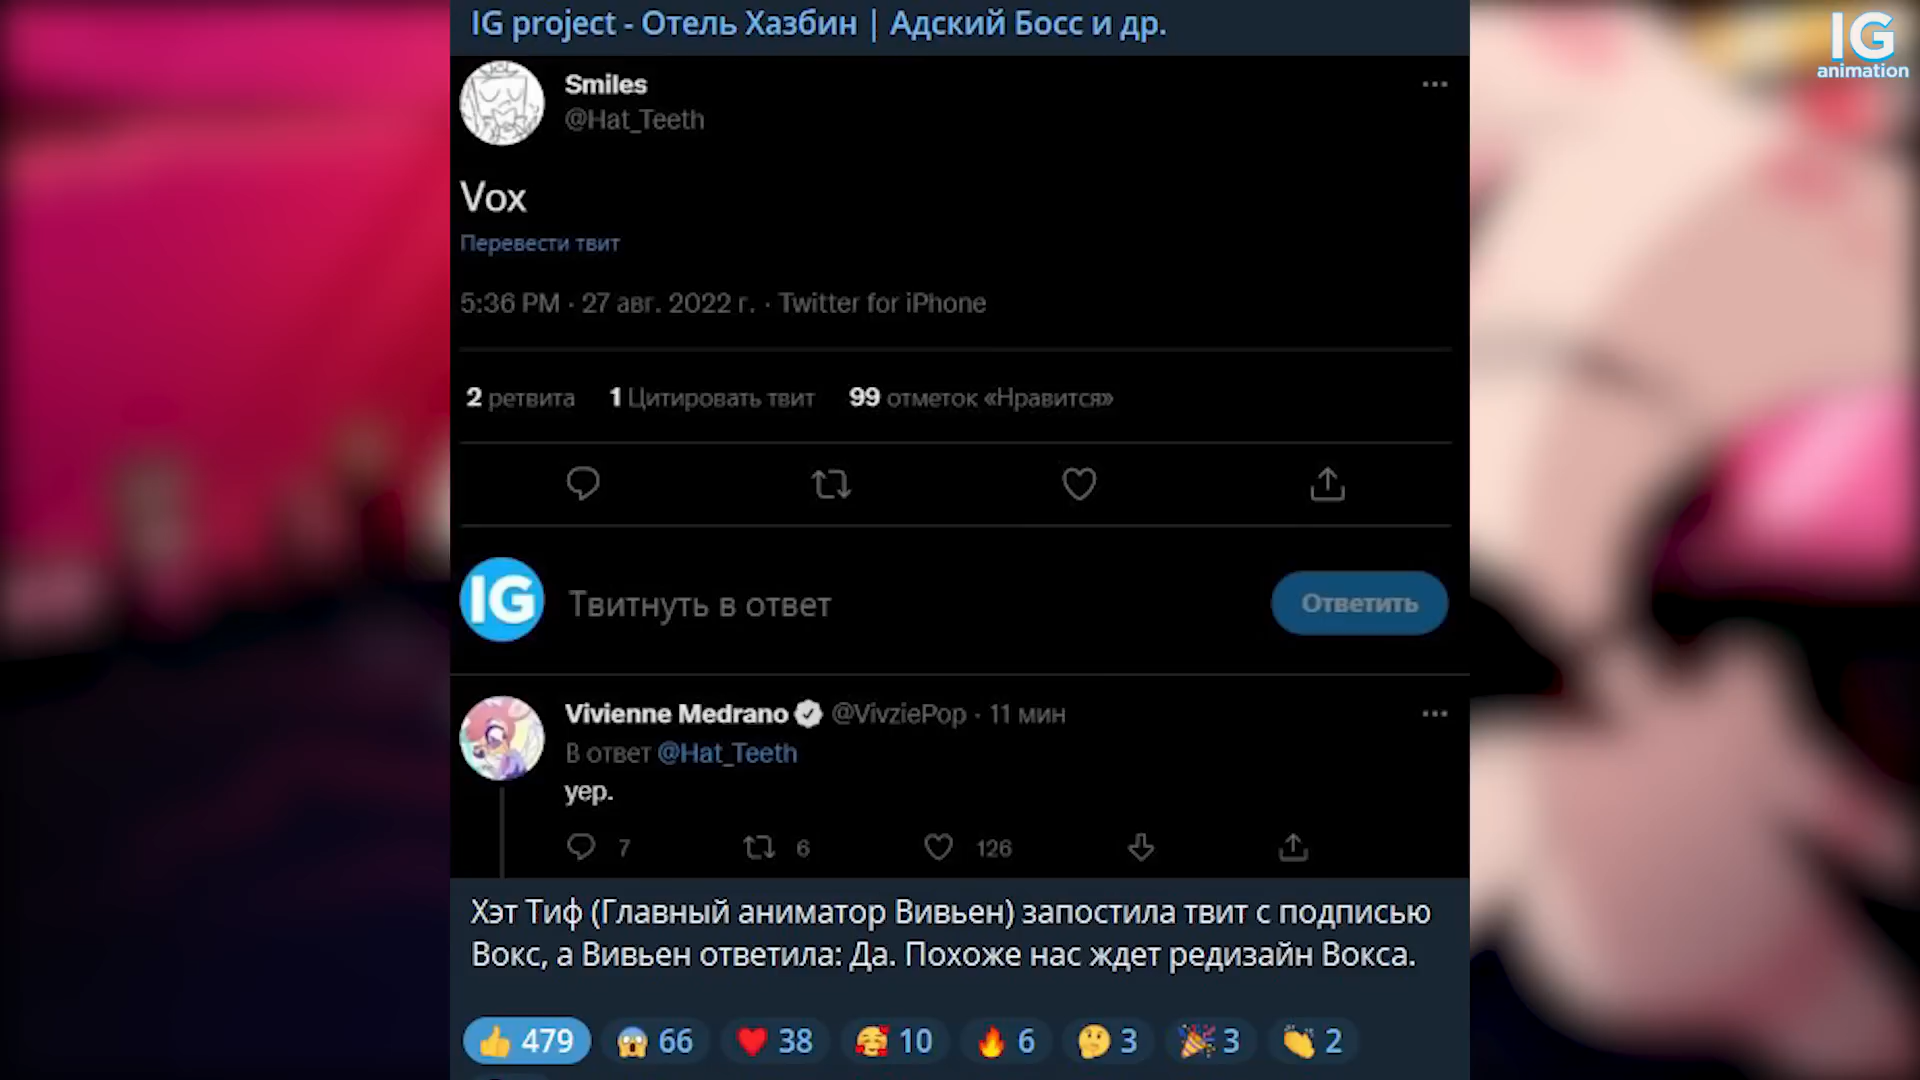 IG project - Отель Хазбин | Адский Босс и др.
IG
animation
Smiles
@Hat_Teeth
Vox
Перевести твит
5:36 PM · 27 авг. 2022 г. · Twitter for iPhone
2 ретвита 1 Цитировать твит 99 отметок «Нравится»
IG Твитнуть в ответ Ответить
Vivienne Medrano @VivziePop · 11 мин
В ответ @Hat_Teeth
yep.
7 6 126
Хэт Тиф (Главный аниматор Вивьен) запостила твит с подписью
Вокс, а Вивьен ответила: Да. Похоже нас ждет редизайн Вокса.
479 66 38 10 6 3 3 2